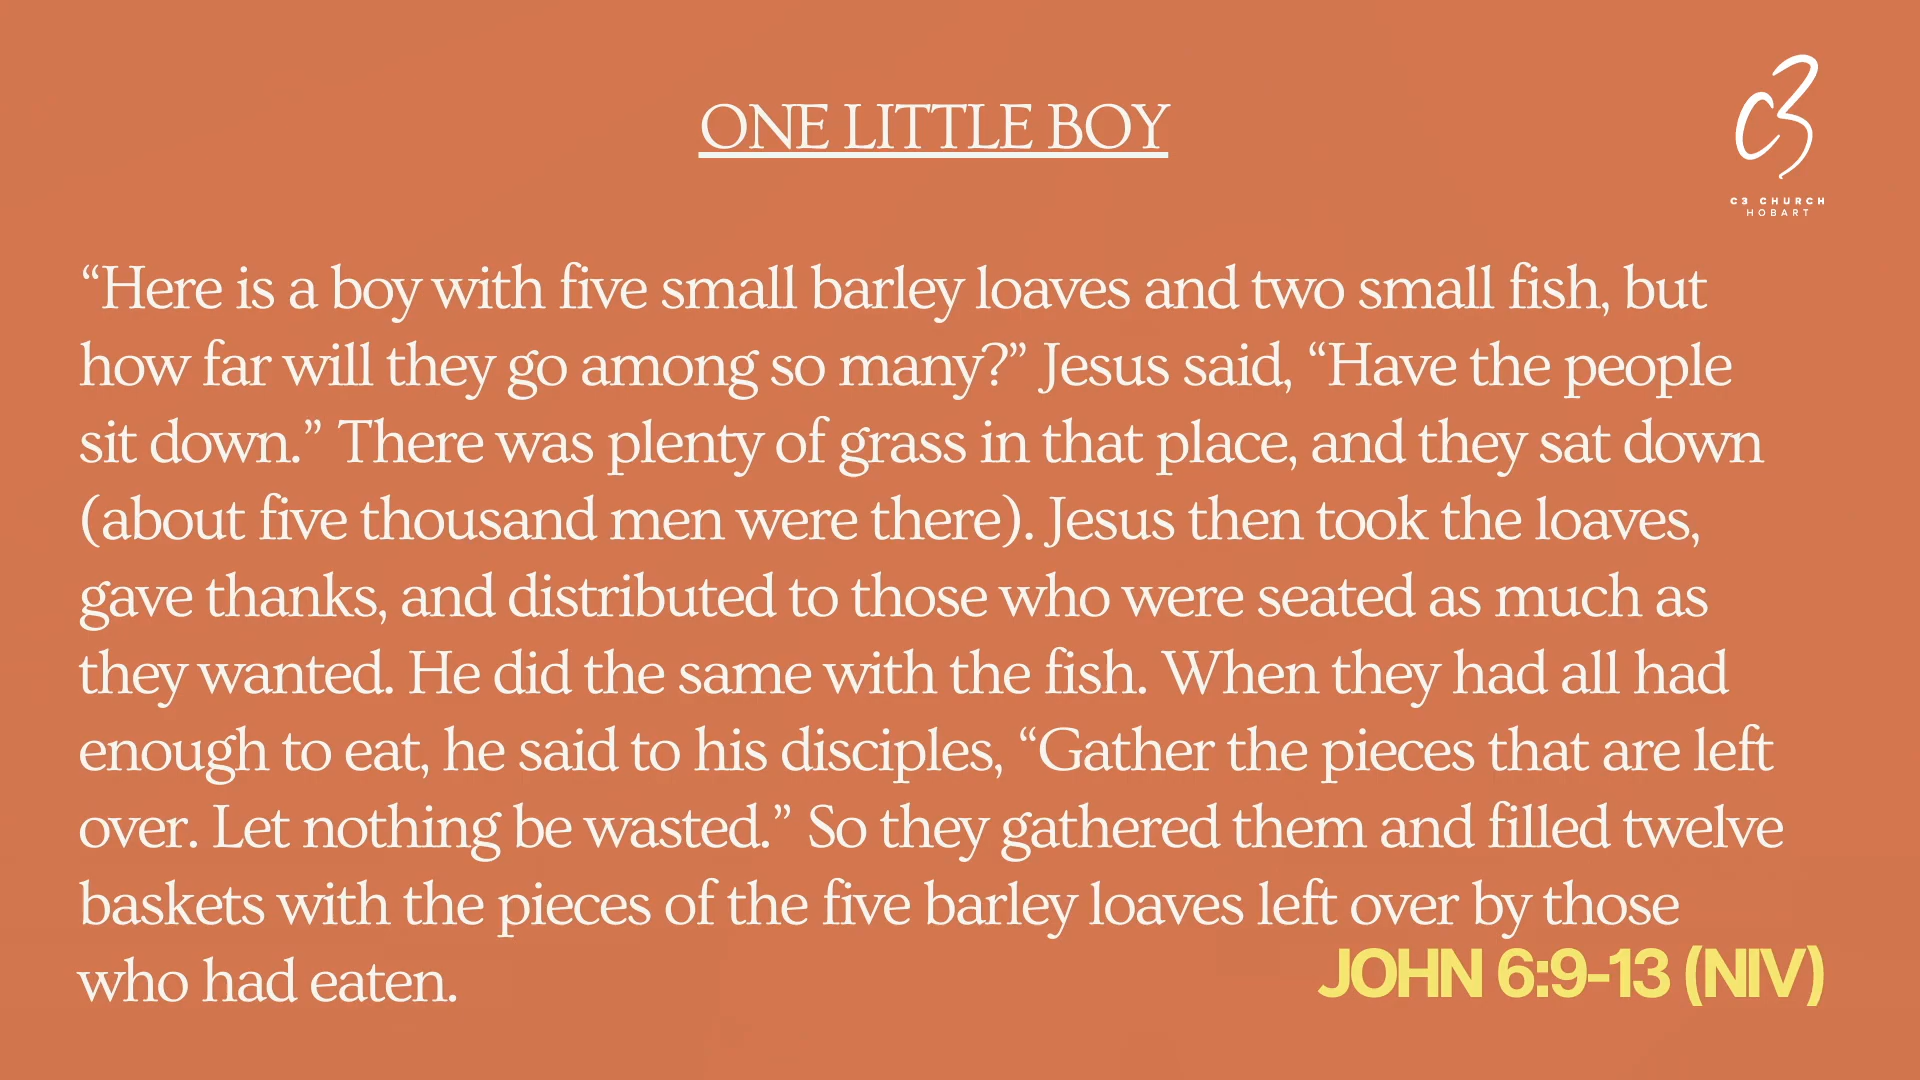 ONE LITTLE BOY
C3
C3 CHURCH
HOBART
“Here is a boy with five small barley loaves and two small fish, but
how far will they go among so many?” Jesus said, “Have the people
sit down.” There was plenty of grass in that place, and they sat down
(about five thousand men were there). Jesus then took the loaves,
gave thanks, and distributed to those who were seated as much as
they wanted. He did the same with the fish. When they had all had
enough to eat, he said to his disciples, “Gather the pieces that are left
over. Let nothing be wasted.” So they gathered them and filled twelve
baskets with the pieces of the five barley loaves left over by those
who had eaten.
JOHN 6:9-13 (NIV)